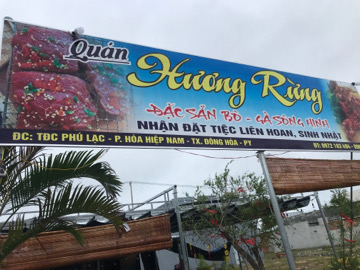 Quán
Hương Rừng
ĐẶC SẢN BÒ - GÀ SÔNG HINH
NHẬN ĐẶT TIỆC LIÊN HOAN, SINH NHẬT
ĐC: TĐC PHÚ LẠC - P. HÒA HIỆP NAM - TX. ĐÔNG HÒA - PY